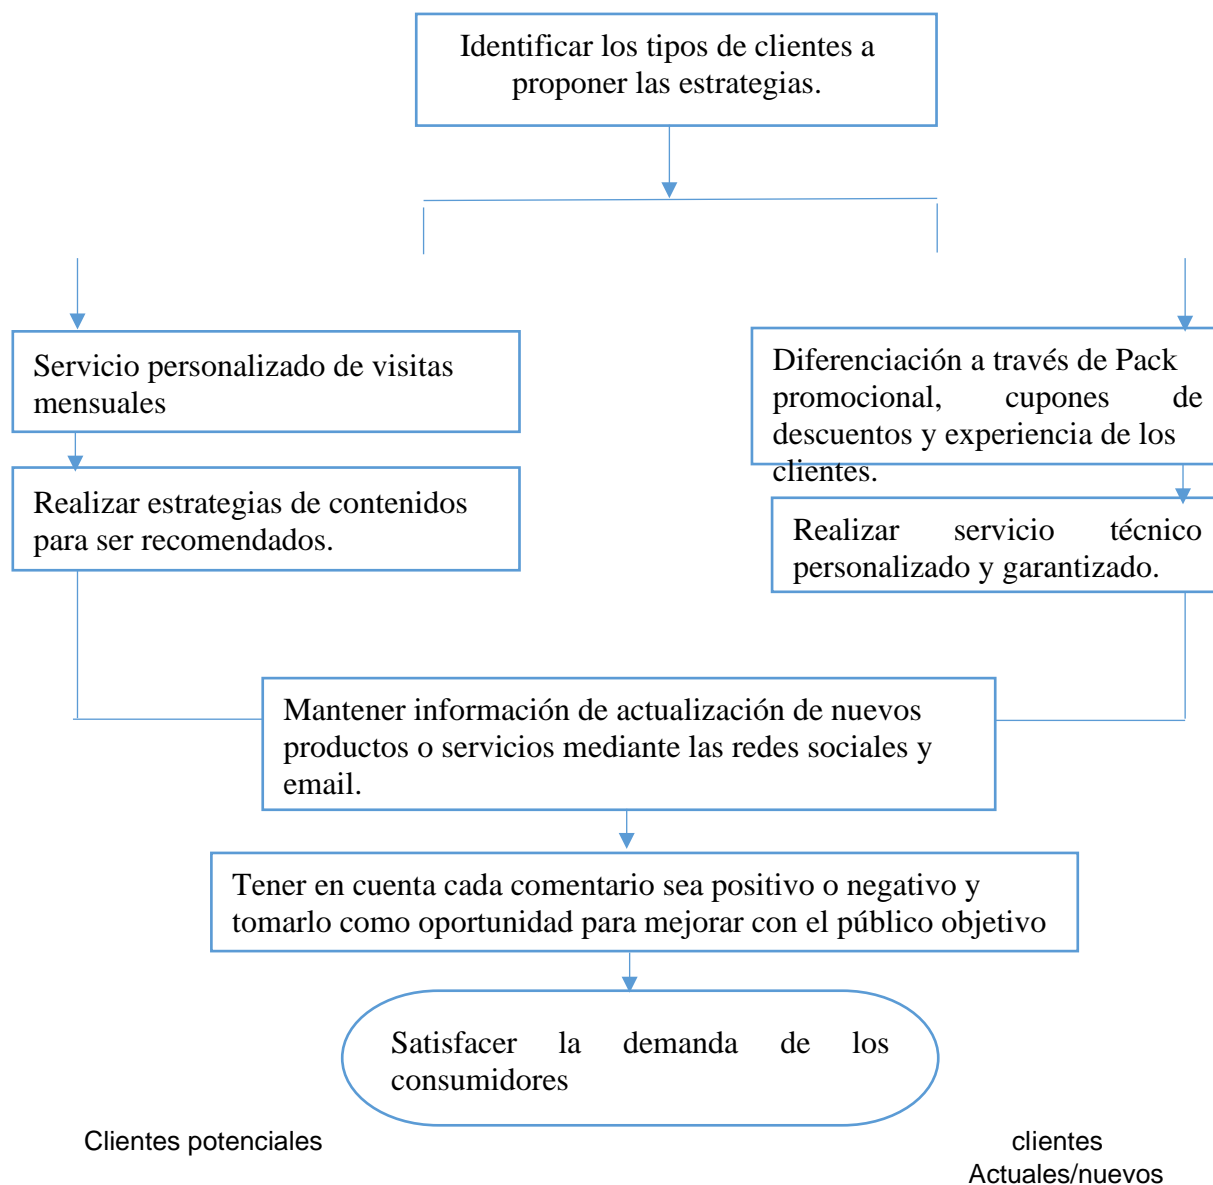 Identificar los tipos de clientes a
proponer las estrategias.
Servicio personalizado de visitas
mensuales
Realizar estrategias de contenidos
para ser recomendados.
Diferenciación a través de Pack
promocional, cupones de
descuentos y experiencia de los
clientes.
Realizar servicio técnico
personalizado y garantizado.
Mantener información de actualización de nuevos
productos o servicios mediante las redes sociales y
email.
Tener en cuenta cada comentario sea positivo o negativo y
tomarlo como oportunidad para mejorar con el público objetivo
Satisfacer la demanda de los
consumidores
Clientes potenciales
clientes
Actuales/nuevos